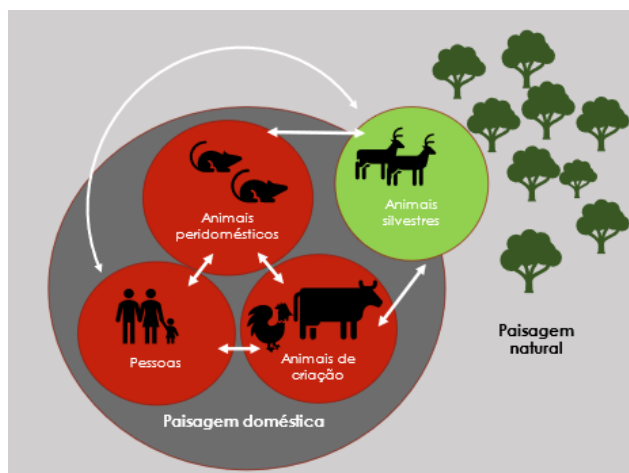 Animais
peridomésticos
Animais
silvestres
Pessoas
Animais de
criação
Paisagem doméstica
Paisagem
natural